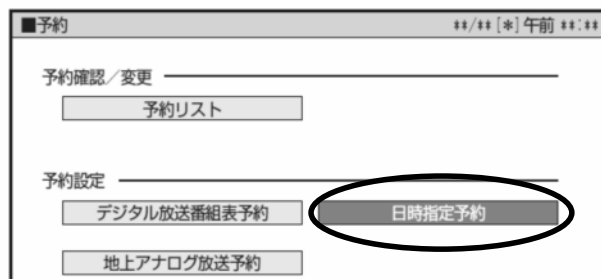 ■予約 **/** [*] 午前 **:**
予約確認／変更
予約リスト
予約設定
デジタル放送番組表予約 日時指定予約
地上アナログ放送予約